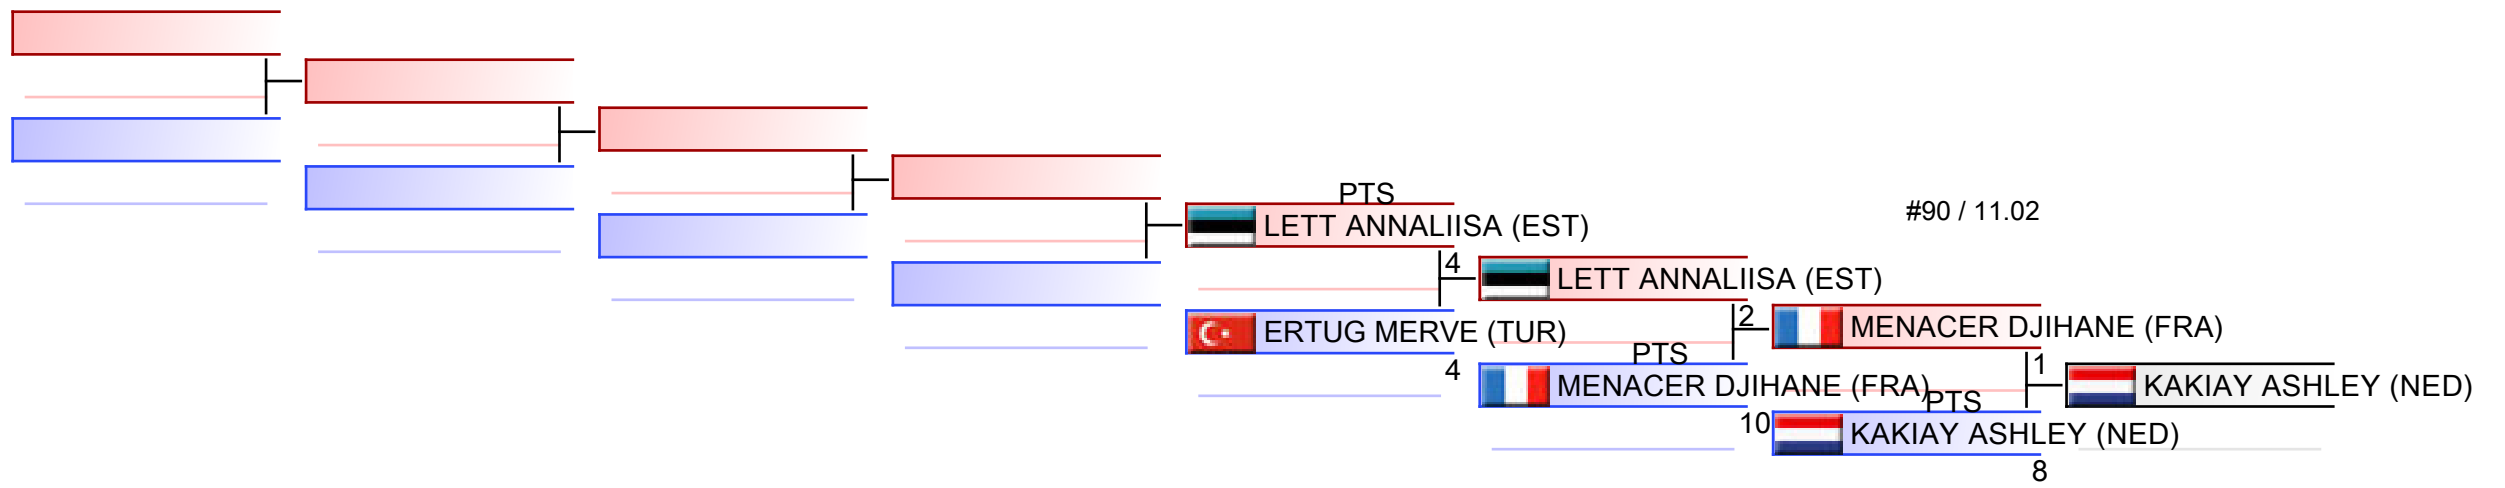 PTS
LETT ANNALIISA (EST)
#90 / 11.02
4
LETT ANNALIISA (EST)
ERTUG MERVE (TUR)
2
MENACER DJIHANE (FRA)
4
PTS
MENACER DJIHANE (FRA)
1
KAKIAY ASHLEY (NED)
10
PTS
KAKIAY ASHLEY (NED)
8